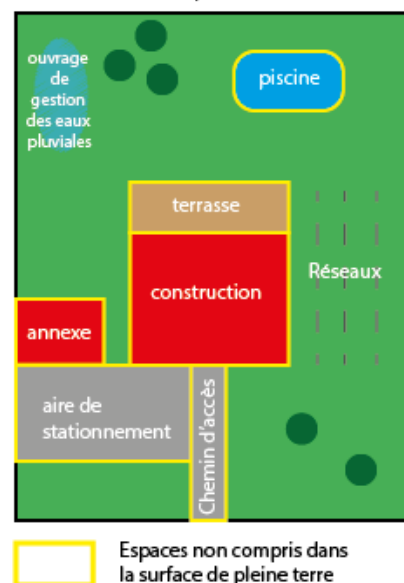 ouvrage
de
gestion
des eaux
pluviales
piscine
terrasse
construction
Réseaux
annexe
aire de
stationnement
Chemin d'accès
Espaces non compris dans
la surface de pleine terre